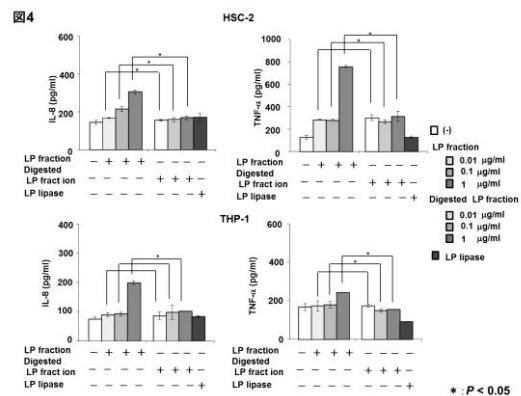 図4
HSC-2
IL-8 (pg/ml)
600
400
200
0
*
*
*
TNF-α (pg/ml)
1000
800
600
400
200
0
*
*
*
LP fraction － + + + － － － －
Digested
LP fract ion － － － － + + + －
LP lipase － － － － － － － +
LP fraction － + + + － － － －
Digested
LP fract ion － － － － + + + －
LP lipase － － － － － － － +
(-)
LP fraction
0.01 μg/ml
0.1 μg/ml
1 μg/ml
Digested LP fraction
0.01 μg/ml
0.1 μg/ml
1 μg/ml
LP lipase
THP-1
IL-8 (pg/ml)
400
300
200
100
0
*
*
TNF-α (pg/ml)
600
400
200
0
*
*
LP fraction － + + + － － － －
Digested
LP fract ion － － － － + + + －
LP lipase － － － － － － － +
LP fraction － + + + － － － －
Digested
LP fract ion － － － － + + + －
LP lipase － － － － － － － +
* : P < 0.05